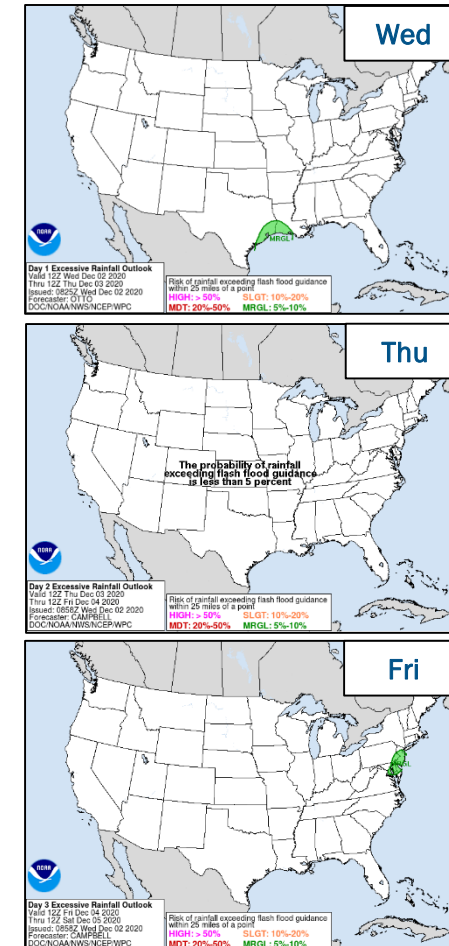 Wed
MRGL
NOAA
Day 1 Excessive Rainfall Outlook
Valid 12Z Wed Dec 02 2020
Thru 12Z Thu Dec 03 2020
Issued: 0825Z Wed Dec 02 2020
Forecaster: OTTO
DOC/NOAA/NWS/NCEP/WPC
Risk of rainfall exceeding flash flood guidance
within 25 miles of a point
HIGH: > 50% SLGT: 10%-20%
MDT: 20%-50% MRGL: 5%-10%
Thu
The probability of rainfall
exceeding flash flood guidance
is less than 5 percent
NOAA
Day 2 Excessive Rainfall Outlook
Valid 12Z Thu Dec 03 2020
Thru 12Z Fri Dec 04 2020
Issued: 0858Z Wed Dec 02 2020
Forecaster: CAMPBELL
DOC/NOAA/NWS/NCEP/WPC
Risk of rainfall exceeding flash flood guidance
within 25 miles of a point
HIGH: > 50% SLGT: 10%-20%
MDT: 20%-50% MRGL: 5%-10%
Fri
MRGL
NOAA
Day 3 Excessive Rainfall Outlook
Valid 12Z Fri Dec 04 2020
Thru 12Z Sat Dec 05 2020
Issued: 0858Z Wed Dec 02 2020
Forecaster: CAMPBELL
DOC/NOAA/NWS/NCEP/WPC
Risk of rainfall exceeding flash flood guidance
within 25 miles of a point
HIGH: > 50% SLGT: 10%-20%
MDT: 20%-50% MRGL: 5%-10%